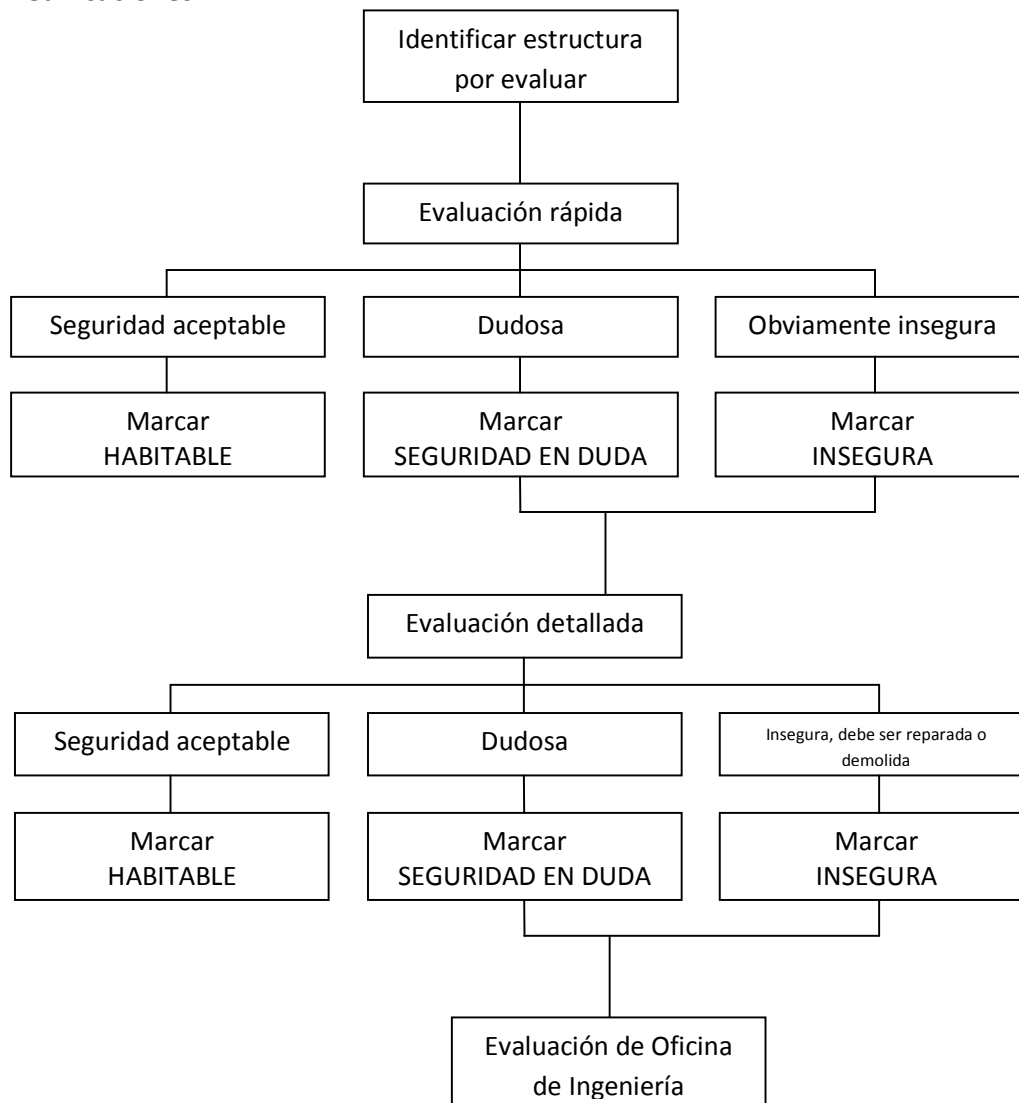 Identificar estructura
por evaluar
Evaluación rápida
Seguridad aceptable
Dudosa
Obviamente insegura
Marcar
HABITABLE
Marcar
SEGURIDAD EN DUDA
Marcar
INSEGURA
Evaluación detallada
Seguridad aceptable
Dudosa
Insegura, debe ser reparada o
demolida
Marcar
HABITABLE
Marcar
SEGURIDAD EN DUDA
Marcar
INSEGURA
Evaluación de Oficina
de Ingeniería